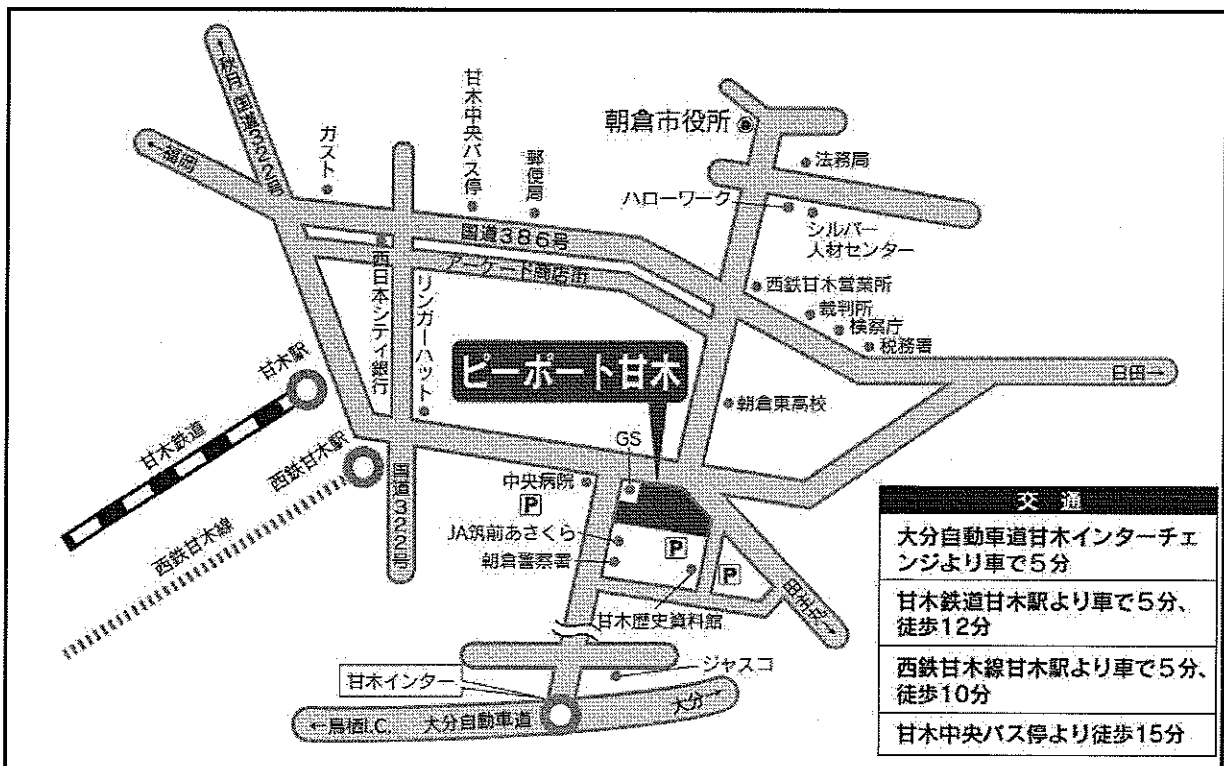 ←秋月 国道322号
←福岡
ガスト
甘木中央バス停
郵便局
朝倉市役所
法務局
ハローワーク
シルバー
人材センター
国道386号
アーケード商店街
西日本シティ銀行
リンガーハット
西鉄甘木営業所
裁判所
検察庁
税務署
日田→
甘木駅
甘木鉄道
ピーポート甘木
朝倉東高校
西鉄甘木駅
西鉄甘木線
国道322号
GS
中央病院
P
JA筑前あさくら
朝倉警察署
P
P
甘木歴史資料館
田主丸→
ジャスコ
甘木インター
←鳥栖I.C.
大分自動車道
大分→
交通
大分自動車道甘木インターチェ
ンジより車で5分
甘木鉄道甘木駅より車で5分、
徒歩12分
西鉄甘木線甘木駅より車で5分、
徒歩10分
甘木中央バス停より徒歩15分